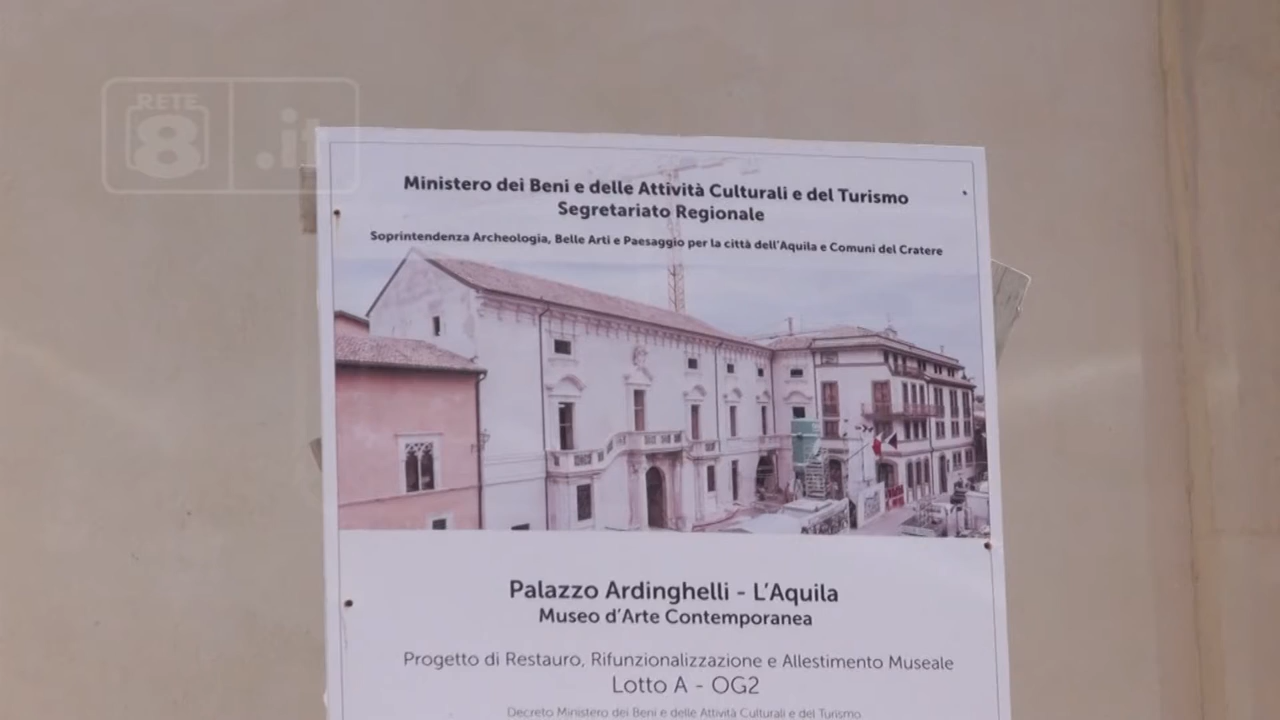 RETE
8
.it
Ministero dei Beni e delle Attività Culturali e del Turismo
Segretariato Regionale
Soprintendenza Archeologia, Belle Arti e Paesaggio per la città dell'Aquila e Comuni del Cratere
Palazzo Ardinghelli - L'Aquila
Museo d'Arte Contemporanea
Progetto di Restauro, Rifunzionalizzazione e Allestimento Museale
Lotto A - OG2
Decreto Ministero dei Beni e delle Attività Culturali e del Turismo